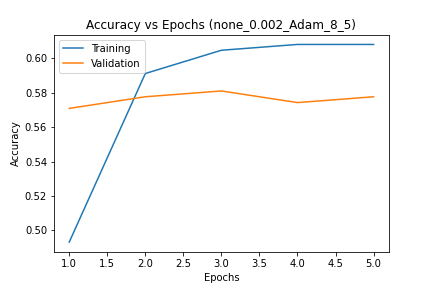 Accuracy vs Epochs (none_0.002_Adam_8_5)
Training
Validation
0.60
0.58
0.56
0.54
0.52
0.50
Accuracy
1.0 1.5 2.0 2.5 3.0 3.5 4.0 4.5 5.0
Epochs